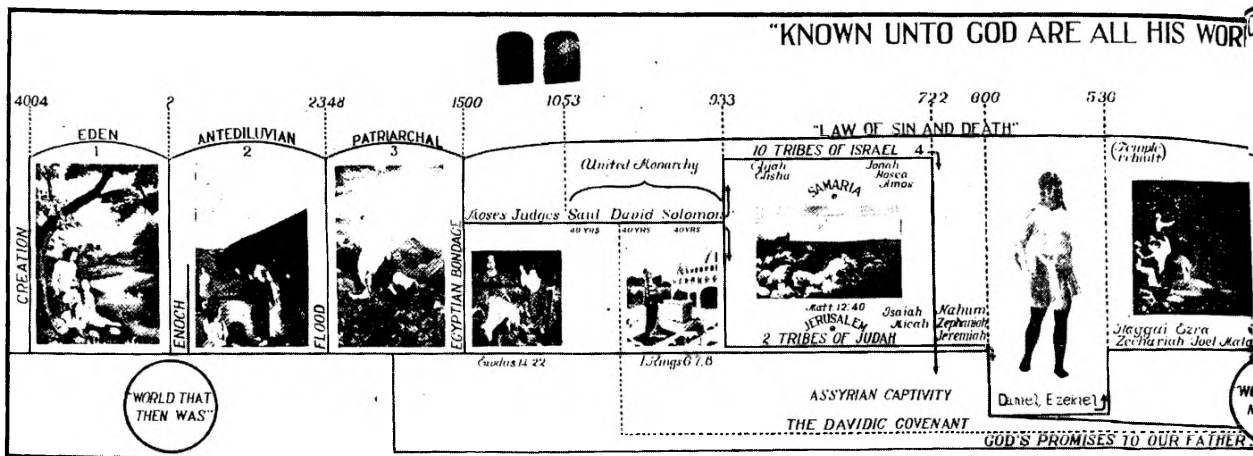 "KNOWN UNTO GOD ARE ALL HIS WOR
4004 ? 2348 1500 1053 933 722 600 536
"LAW OF SIN AND DEATH"
EDEN ANTEDILUVIAN PATRIARCHAL
1 2 3
10 TRIBES OF ISRAEL 4
(Temple rebuilt)
Elijah
Elisha
Jonah
Hosea
Amos
United Monarchy
SAMARIA
Moses Judges Saul David Solomon
40 YRS 40 YRS 40 YRS
CREATION
ENOCH
FLOOD
EGYPTIAN BONDAGE
Matt. 12:40
JERUSALEM
2 TRIBES OF JUDAH
Isaiah
Micah
Nahum
Zephaniah
Jeremiah
Haggai Ezra
Zechariah Joel Mala
Exodus 14-22
1 Kings 6, 7, 8
Daniel, Ezekiel
"WORLD THAT
THEN WAS"
ASSYRIAN CAPTIVITY
THE DAVIDIC COVENANT
GOD'S PROMISES TO OUR FATHER